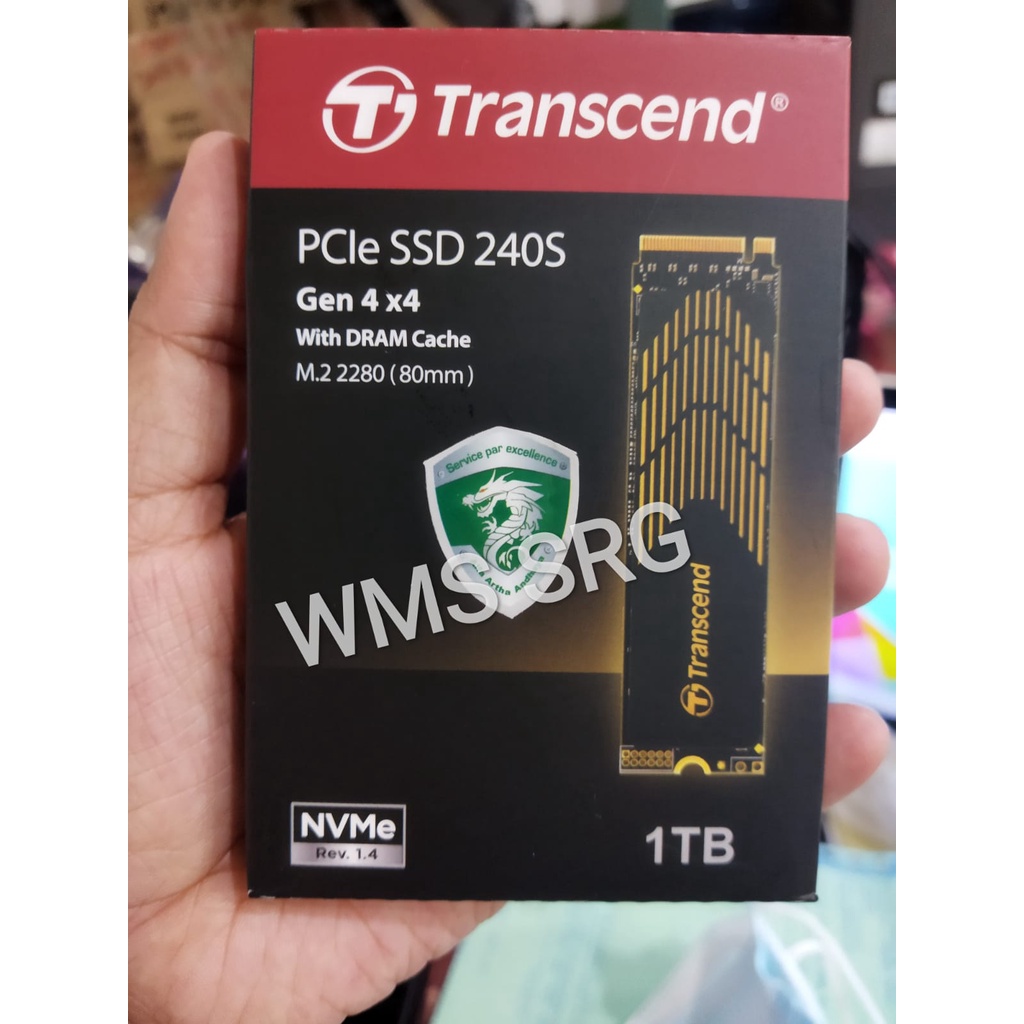 Transcend®
PCIe SSD 240S
Gen 4 x4
With DRAM Cache
M.2 2280 ( 80mm )
Service par excellence
Artha
WMS SRG
Transcend
NVMe
Rev. 1.4
1TB